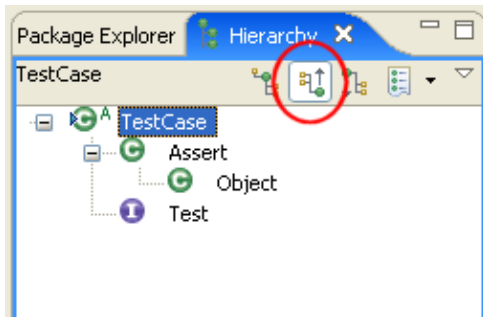 Package Explorer Hierarchy
TestCase
A TestCase
C Assert
C Object
I Test